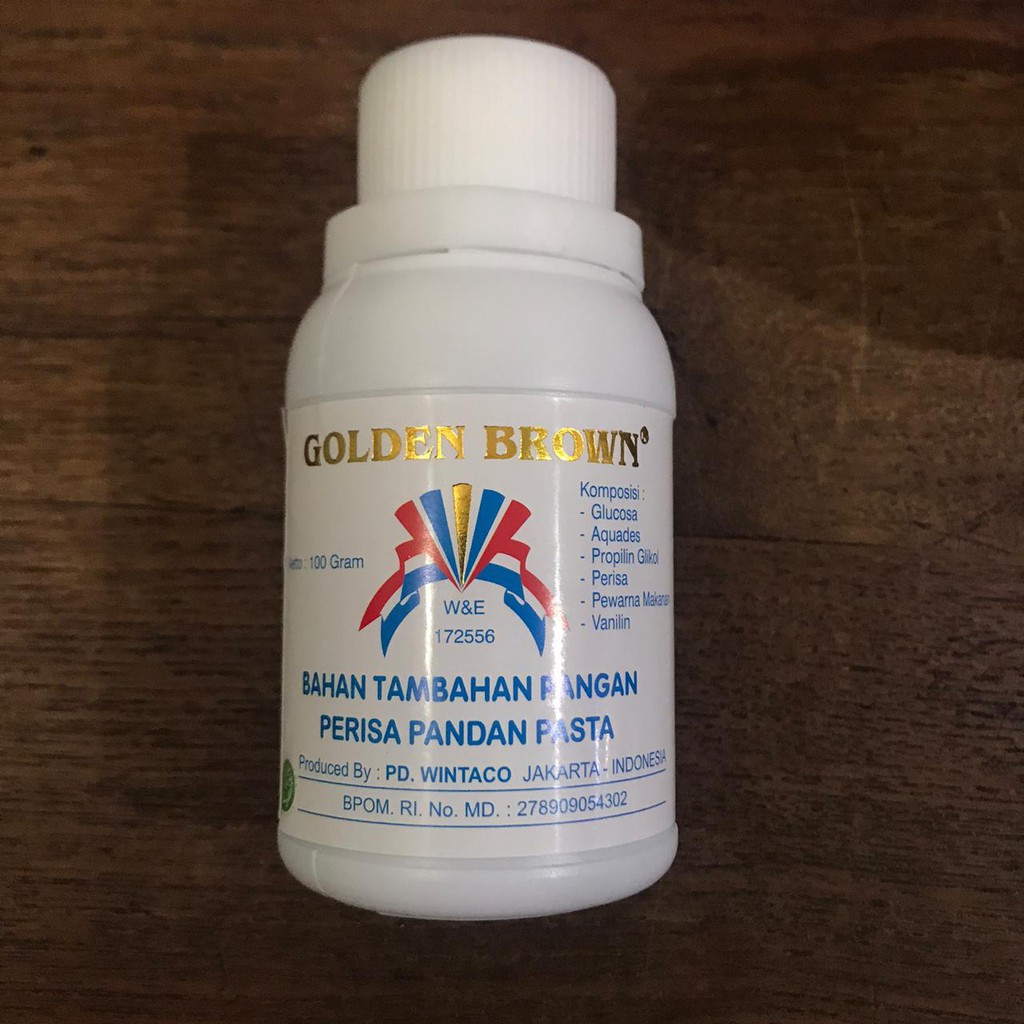 GOLDEN BROWN®
Komposisi :
- Glucosa
- Aquades
- Propilin Glikol
- Perisa
- Pewarna Makanan
- Vanilin
Netto : 100 Gram
W&E
172556
BAHAN TAMBAHAN PANGAN
PERISA PANDAN PASTA
Produced By : PD. WINTACO JAKARTA - INDONESIA
BPOM. RI. No. MD. : 278909054302